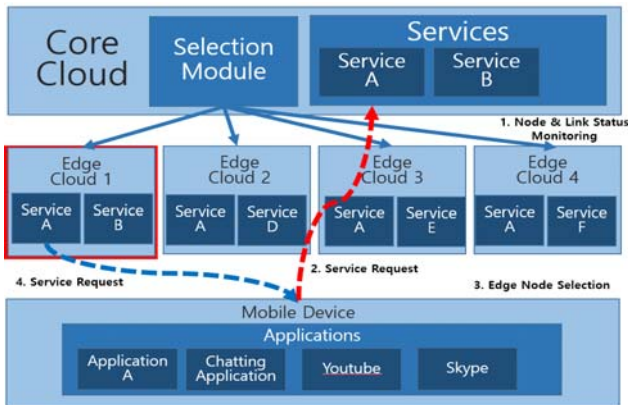 Core
Cloud
Selection
Module
Services
Service
A
Service
B
1. Node & Link Status
Monitoring
Edge
Cloud 1
Service
A
Service
B
Edge
Cloud 2
Service
A
Service
D
Edge
Cloud 3
Service
A
Service
E
Edge
Cloud 4
Service
A
Service
F
2. Service Request
4. Service Request
3. Edge Node Selection
Mobile Device
Applications
Application
A
Chatting
Application
Youtube
Skype